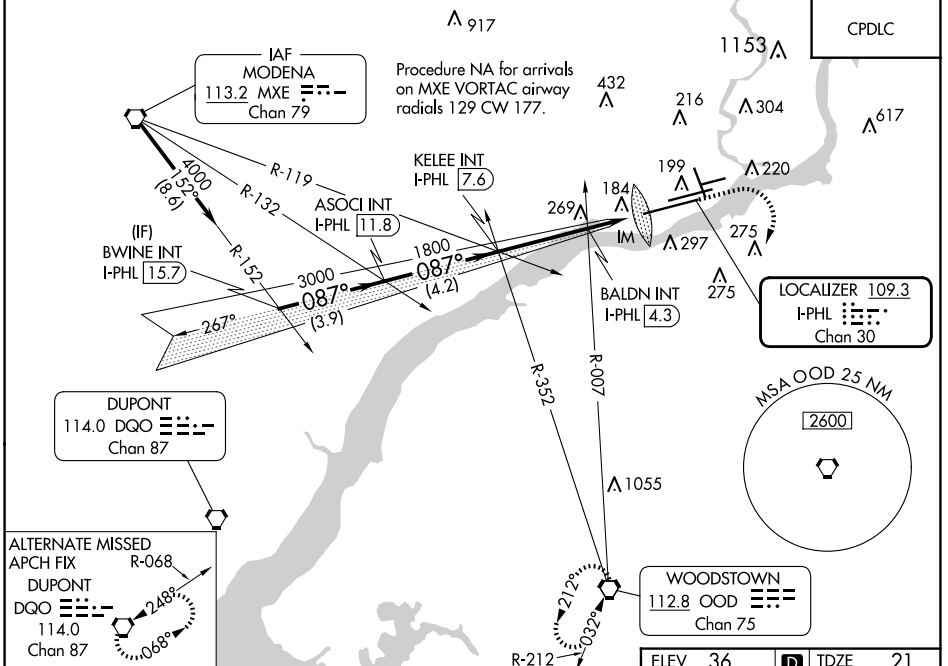 917
CPDLC
1153
IAF
MODENA
113.2 MXE
Chan 79
Procedure NA for arrivals
on MXE VORTAC airway
radials 129 CW 177.
432
216
304
617
4000
152°
(8.6)
R-119
R-132
R-152
KELEE INT
I-PHL 7.6
ASOCI INT
I-PHL 11.8
199
220
184
269
IM
297
275
275
(IF)
BWINE INT
I-PHL 15.7
3000
1800
087°
087°
(3.9)
(4.2)
267°
BALDN INT
I-PHL 4.3
LOCALIZER 109.3
I-PHL
Chan 30
R-352
R-007
MSA OOD 25 NM
2600
DUPONT
114.0 DQO
Chan 87
1055
ALTERNATE MISSED
APCH FIX
DUPONT
DQO
114.0
Chan 87
R-068
248°
068°
212°
032°
R-212
WOODSTOWN
112.8 OOD
Chan 75
ELEV 36 D TDZE 21